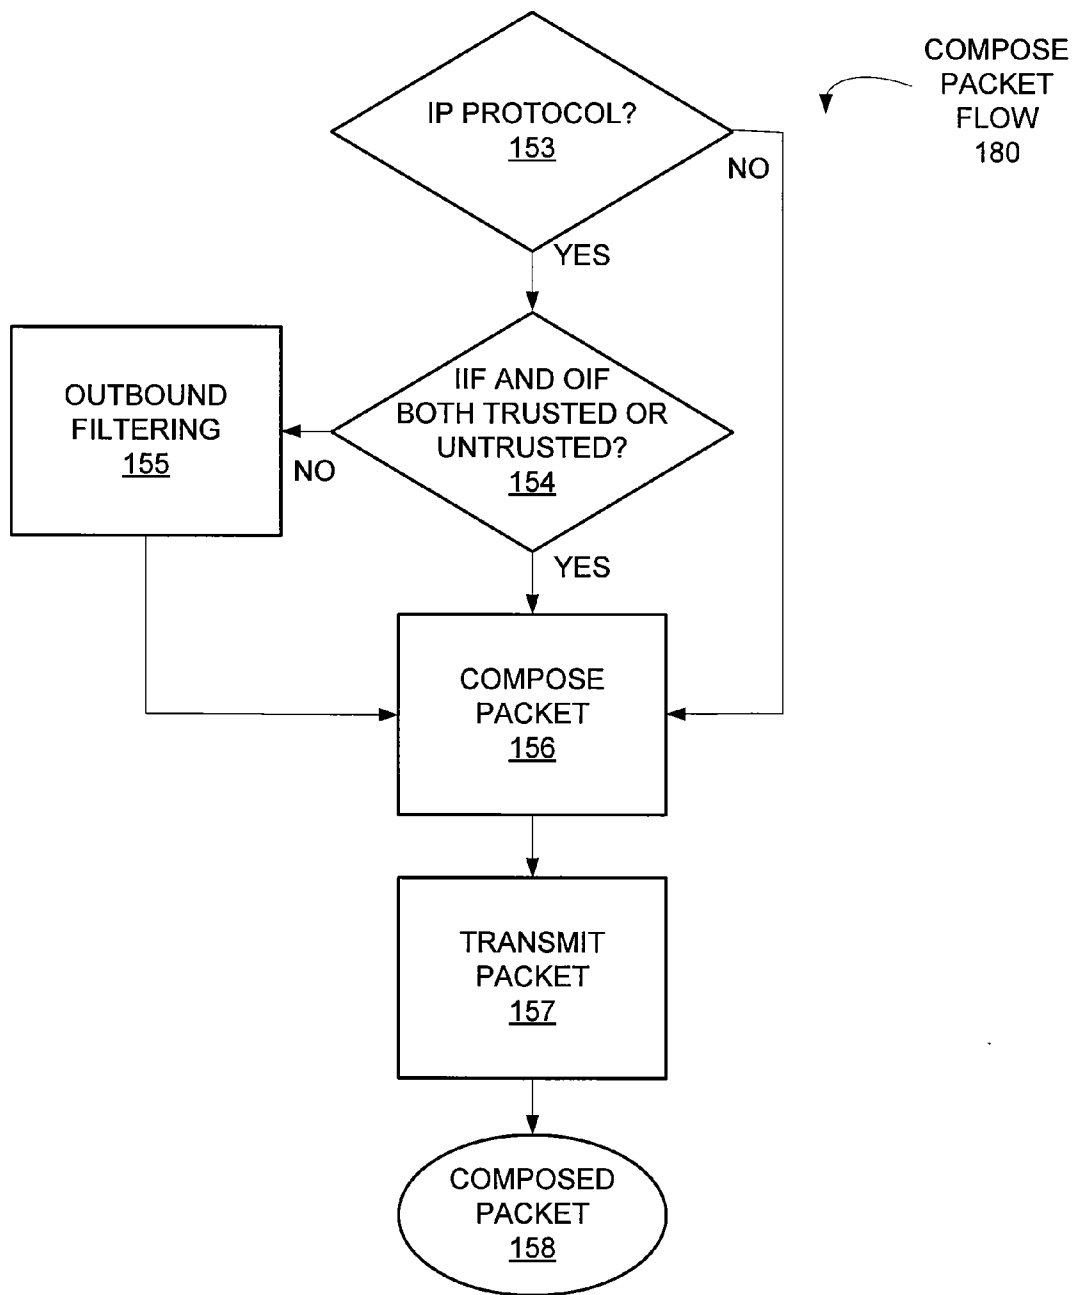 IP PROTOCOL?
153
COMPOSE
PACKET
FLOW
180
NO
YES
IIF AND OIF
BOTH TRUSTED OR
UNTRUSTED?
154
OUTBOUND
FILTERING
155
NO
YES
COMPOSE
PACKET
156
TRANSMIT
PACKET
157
COMPOSED
PACKET
158